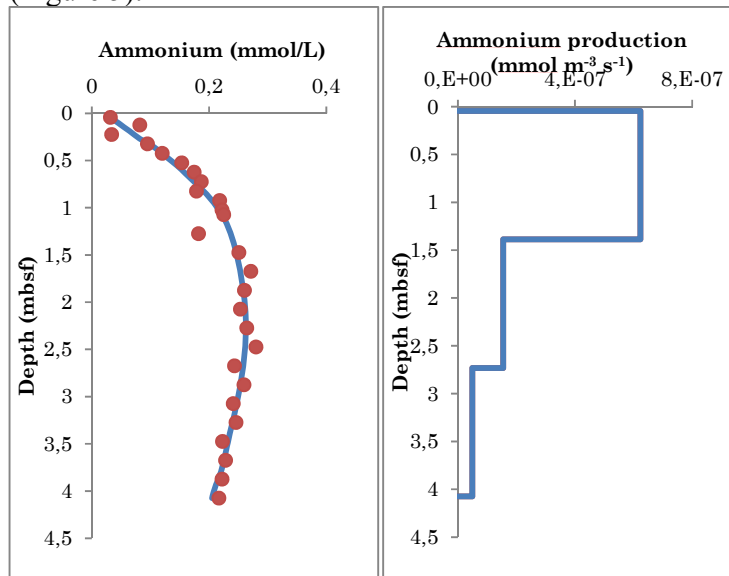 Ammonium (mmol/L)
0 0,2 0,4
0
0,5
1
1,5
2
2,5
3
3,5
4
4,5
Depth (mbsf)
Ammonium production
(mmol m⁻³ s⁻¹)
0,E+00 4,E-07 8,E-07
0
0,5
1
1,5
2
2,5
3
3,5
4
4,5
Depth (mbsf)